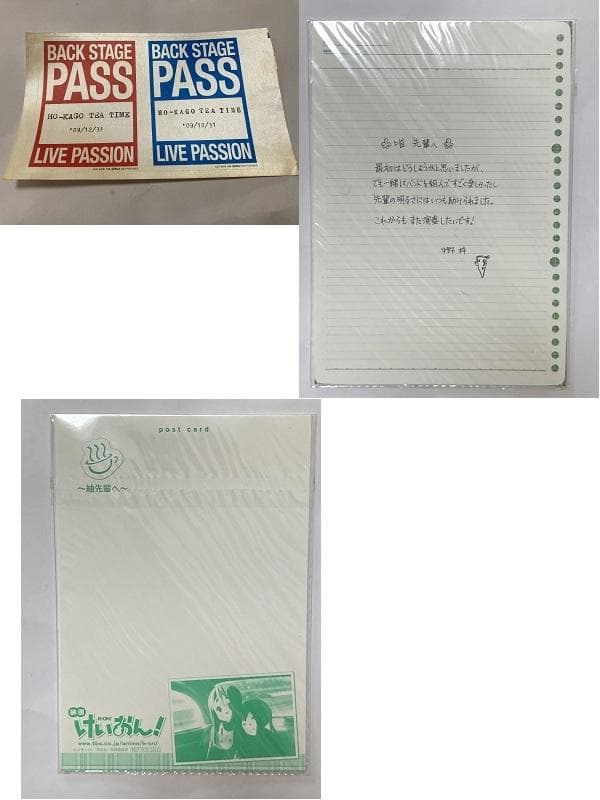 BACK STAGE
PASS
HO-KAGO TEA TIME
'09/12/31
LIVE PASSION
BACK STAGE
PASS
HO-KAGO TEA TIME
'09/12/31
LIVE PASSION
唯 先輩へ
最初はどうしようかと思いましたが、
でも一緒にバンドを組んですごく楽しかったし
先輩の明るさにはいつも助けられました。
これからもまた演奏したいです!
中野 梓
post card
～紬先輩へ～
映画
K-ON!
けいおん!
www.tbs.co.jp/anime/k-on/